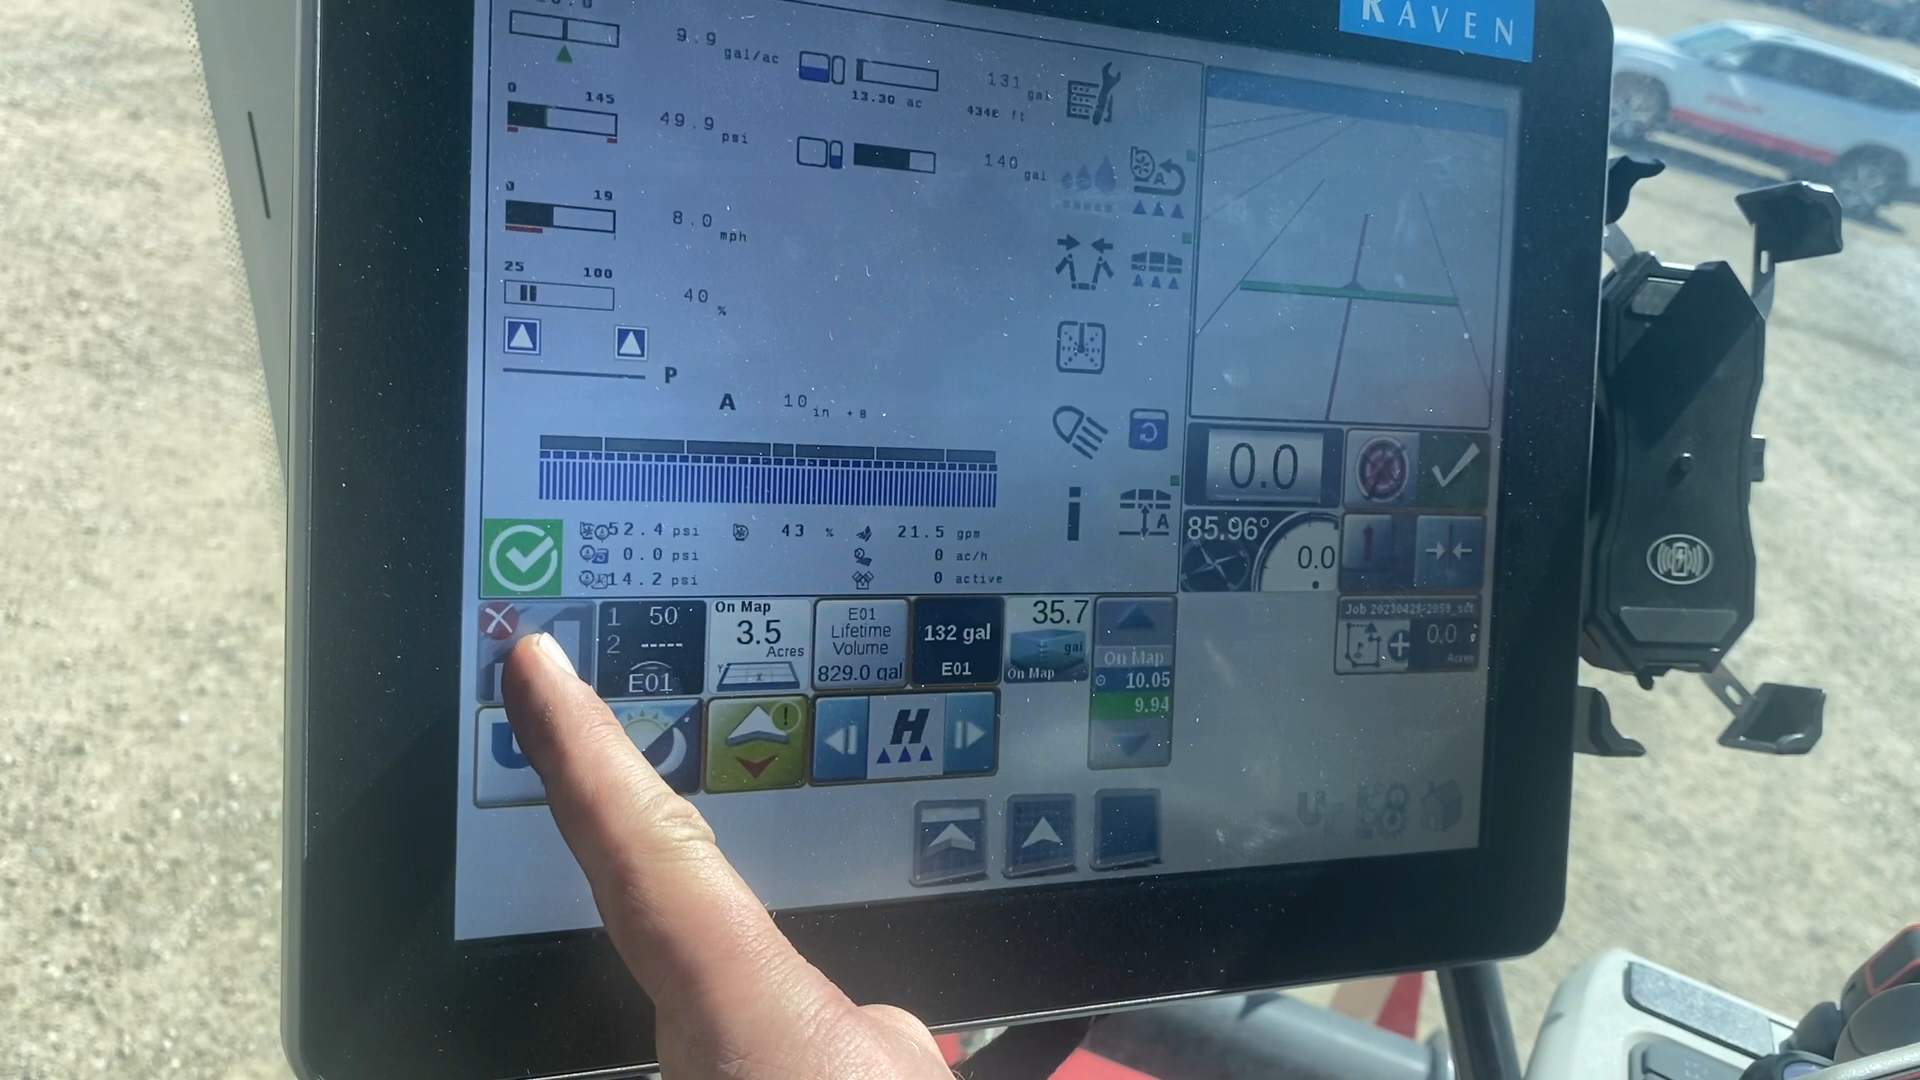 RAVEN
9.9 gal/ac
131 gal
13.30 ac
434€ ft
0 145
49.9 psi
140 gal
0 19
8.0 mph
25 100
40 %
P
A 10 in +8
A
A
0.0
85.96°
0.0
52.4 psi 43 % 21.5 gpm
0.0 psi 0 ac/h
14.2 psi 0 active
1 50
2 -----
E01
On Map
3.5
Acres
E01
Lifetime
Volume
829.0 gal
132 gal
E01
35.7
gal
On Map
On Map
10.05
9.94
Job 20230428-2059_sdt
0.0
Acres
H
UT